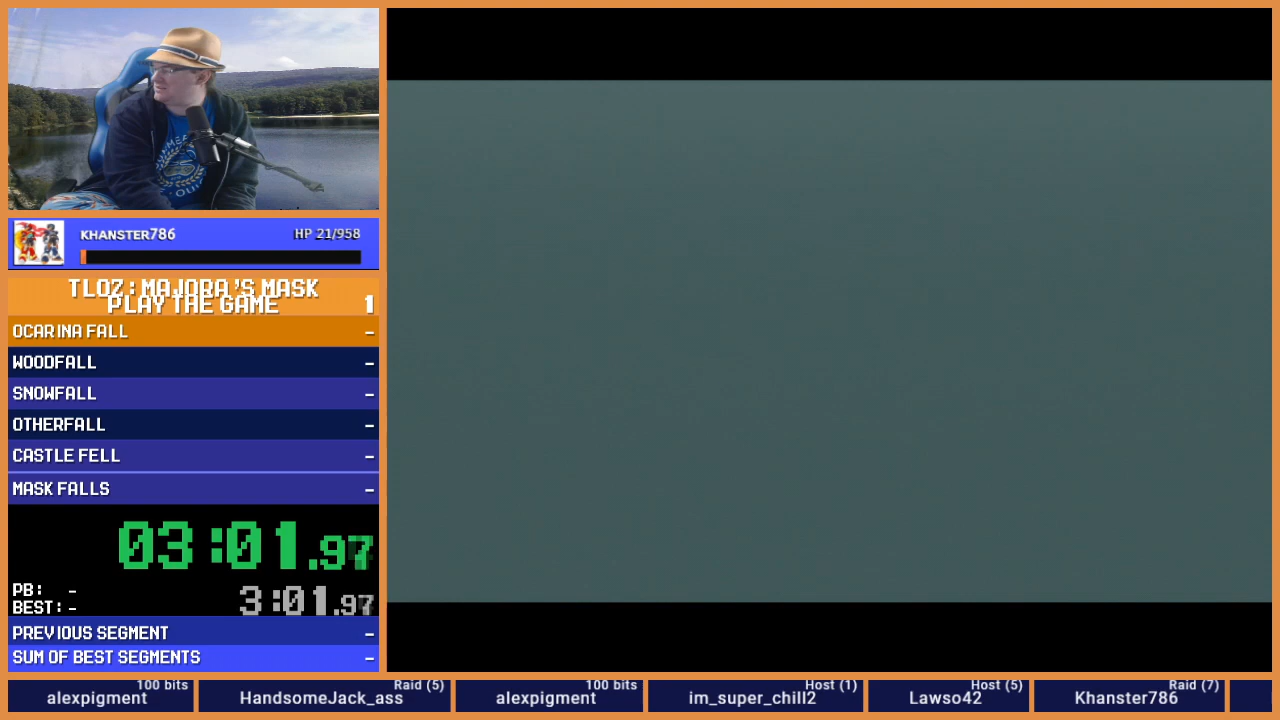 KHANSTER786 HP 21/958
TLOZ: MAJORA'S MASK
PLAY THE GAME 1
OCARINA FALL -
WOODFALL -
SNOWFALL -
OTHERFALL -
CASTLE FELL -
MASK FALLS -
03:01.97
PB: -
BEST: - 3:01.97
PREVIOUS SEGMENT -
SUM OF BEST SEGMENTS -
100 bits Raid (5) 100 bits Host (1) Host (5) Raid (7)
alexpigment HandsomeJack_ass alexpigment im_super_chill2 Lawso42 Khanster786